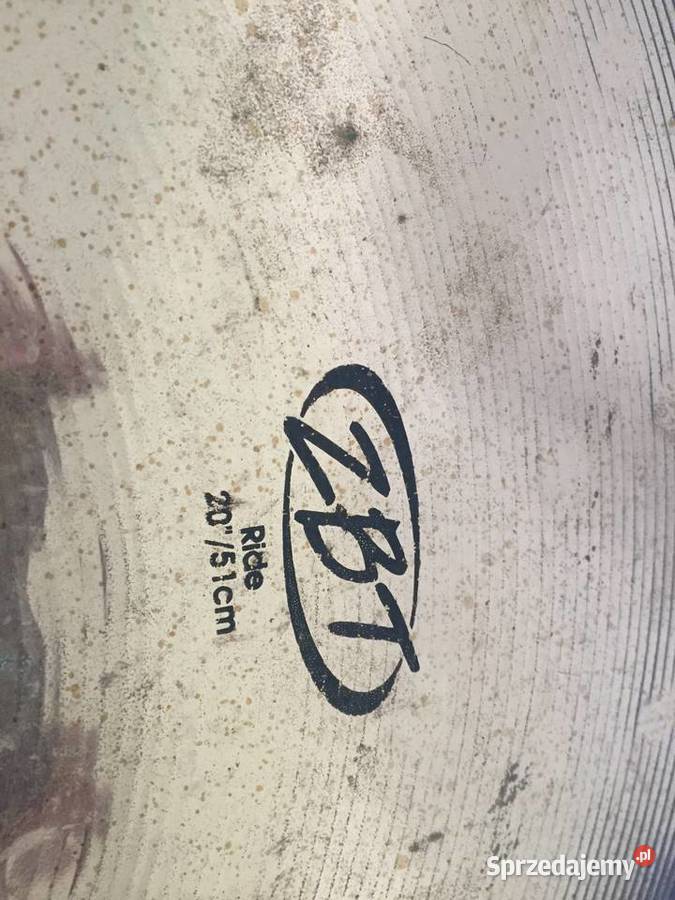 ZBT
Ride
20"/51cm
Sprzedajemy.pl